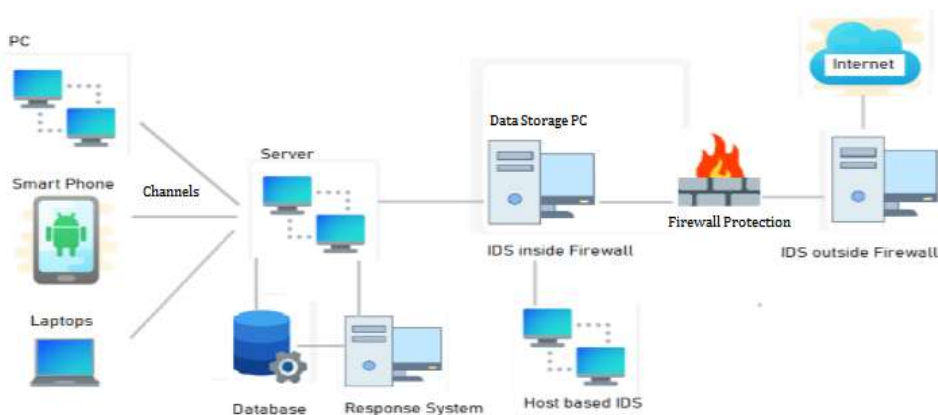 PC
Internet
Data Storage PC
Server
Smart Phone
Channels
Firewall Protection
IDS inside Firewall
IDS outside Firewall
Laptops
Database
Response System
Host based IDS